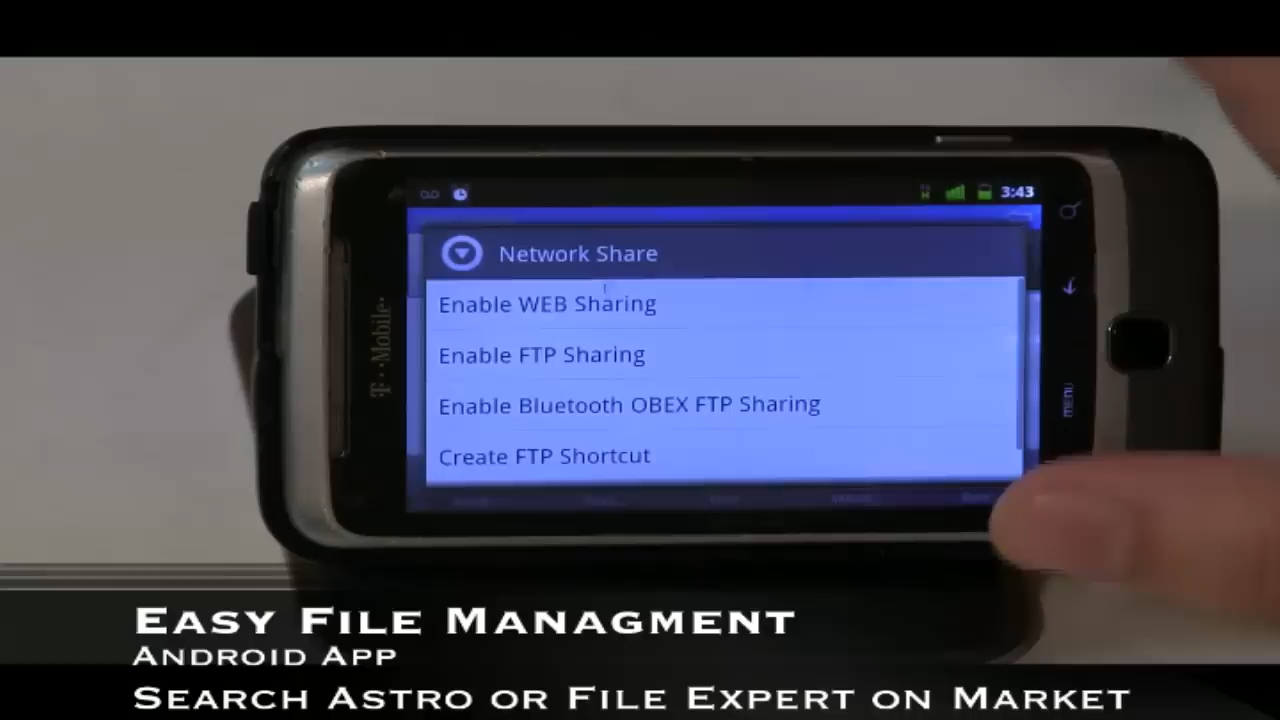 3:43
Network Share
Enable WEB Sharing
Enable FTP Sharing
Enable Bluetooth OBEX FTP Sharing
Create FTP Shortcut
T··Mobile·
menu
EASY FILE MANAGMENT
ANDROID APP
SEARCH ASTRO OR FILE EXPERT ON MARKET